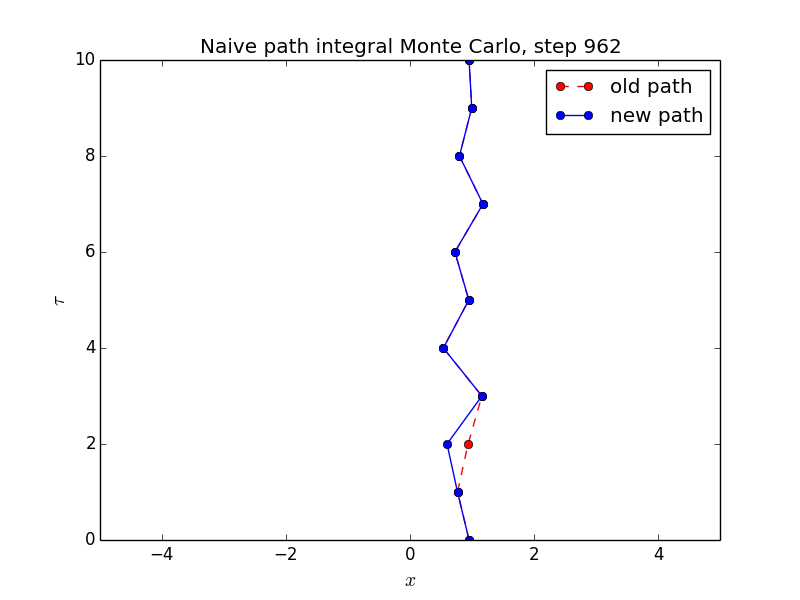 Naive path integral Monte Carlo, step 962
10
old path
new path
8
6
τ
4
2
0
−4 −2 0 2 4
x